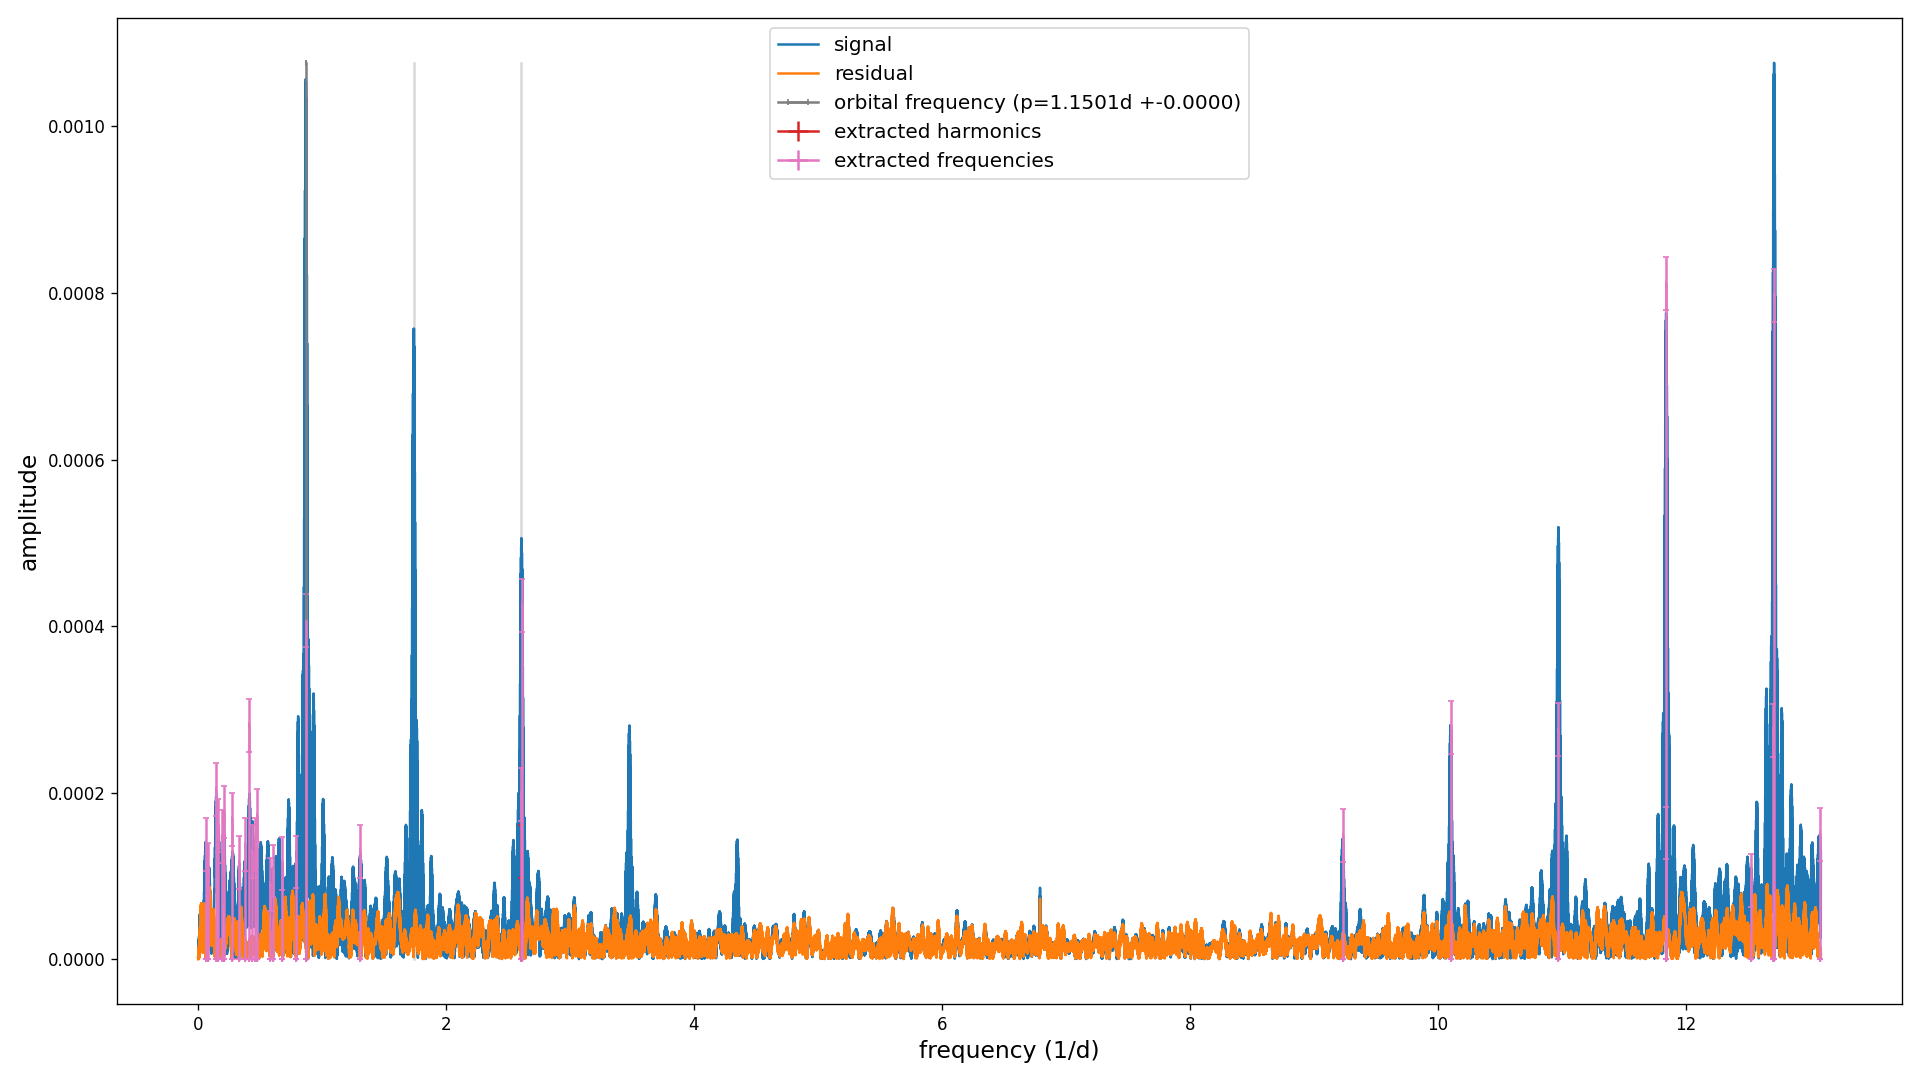 signal
residual
orbital frequency (p=1.1501d +-0.0000)
extracted harmonics
extracted frequencies
amplitude
0.0010
0.0008
0.0006
0.0004
0.0002
0.0000
0 2 4 6 8 10 12
frequency (1/d)